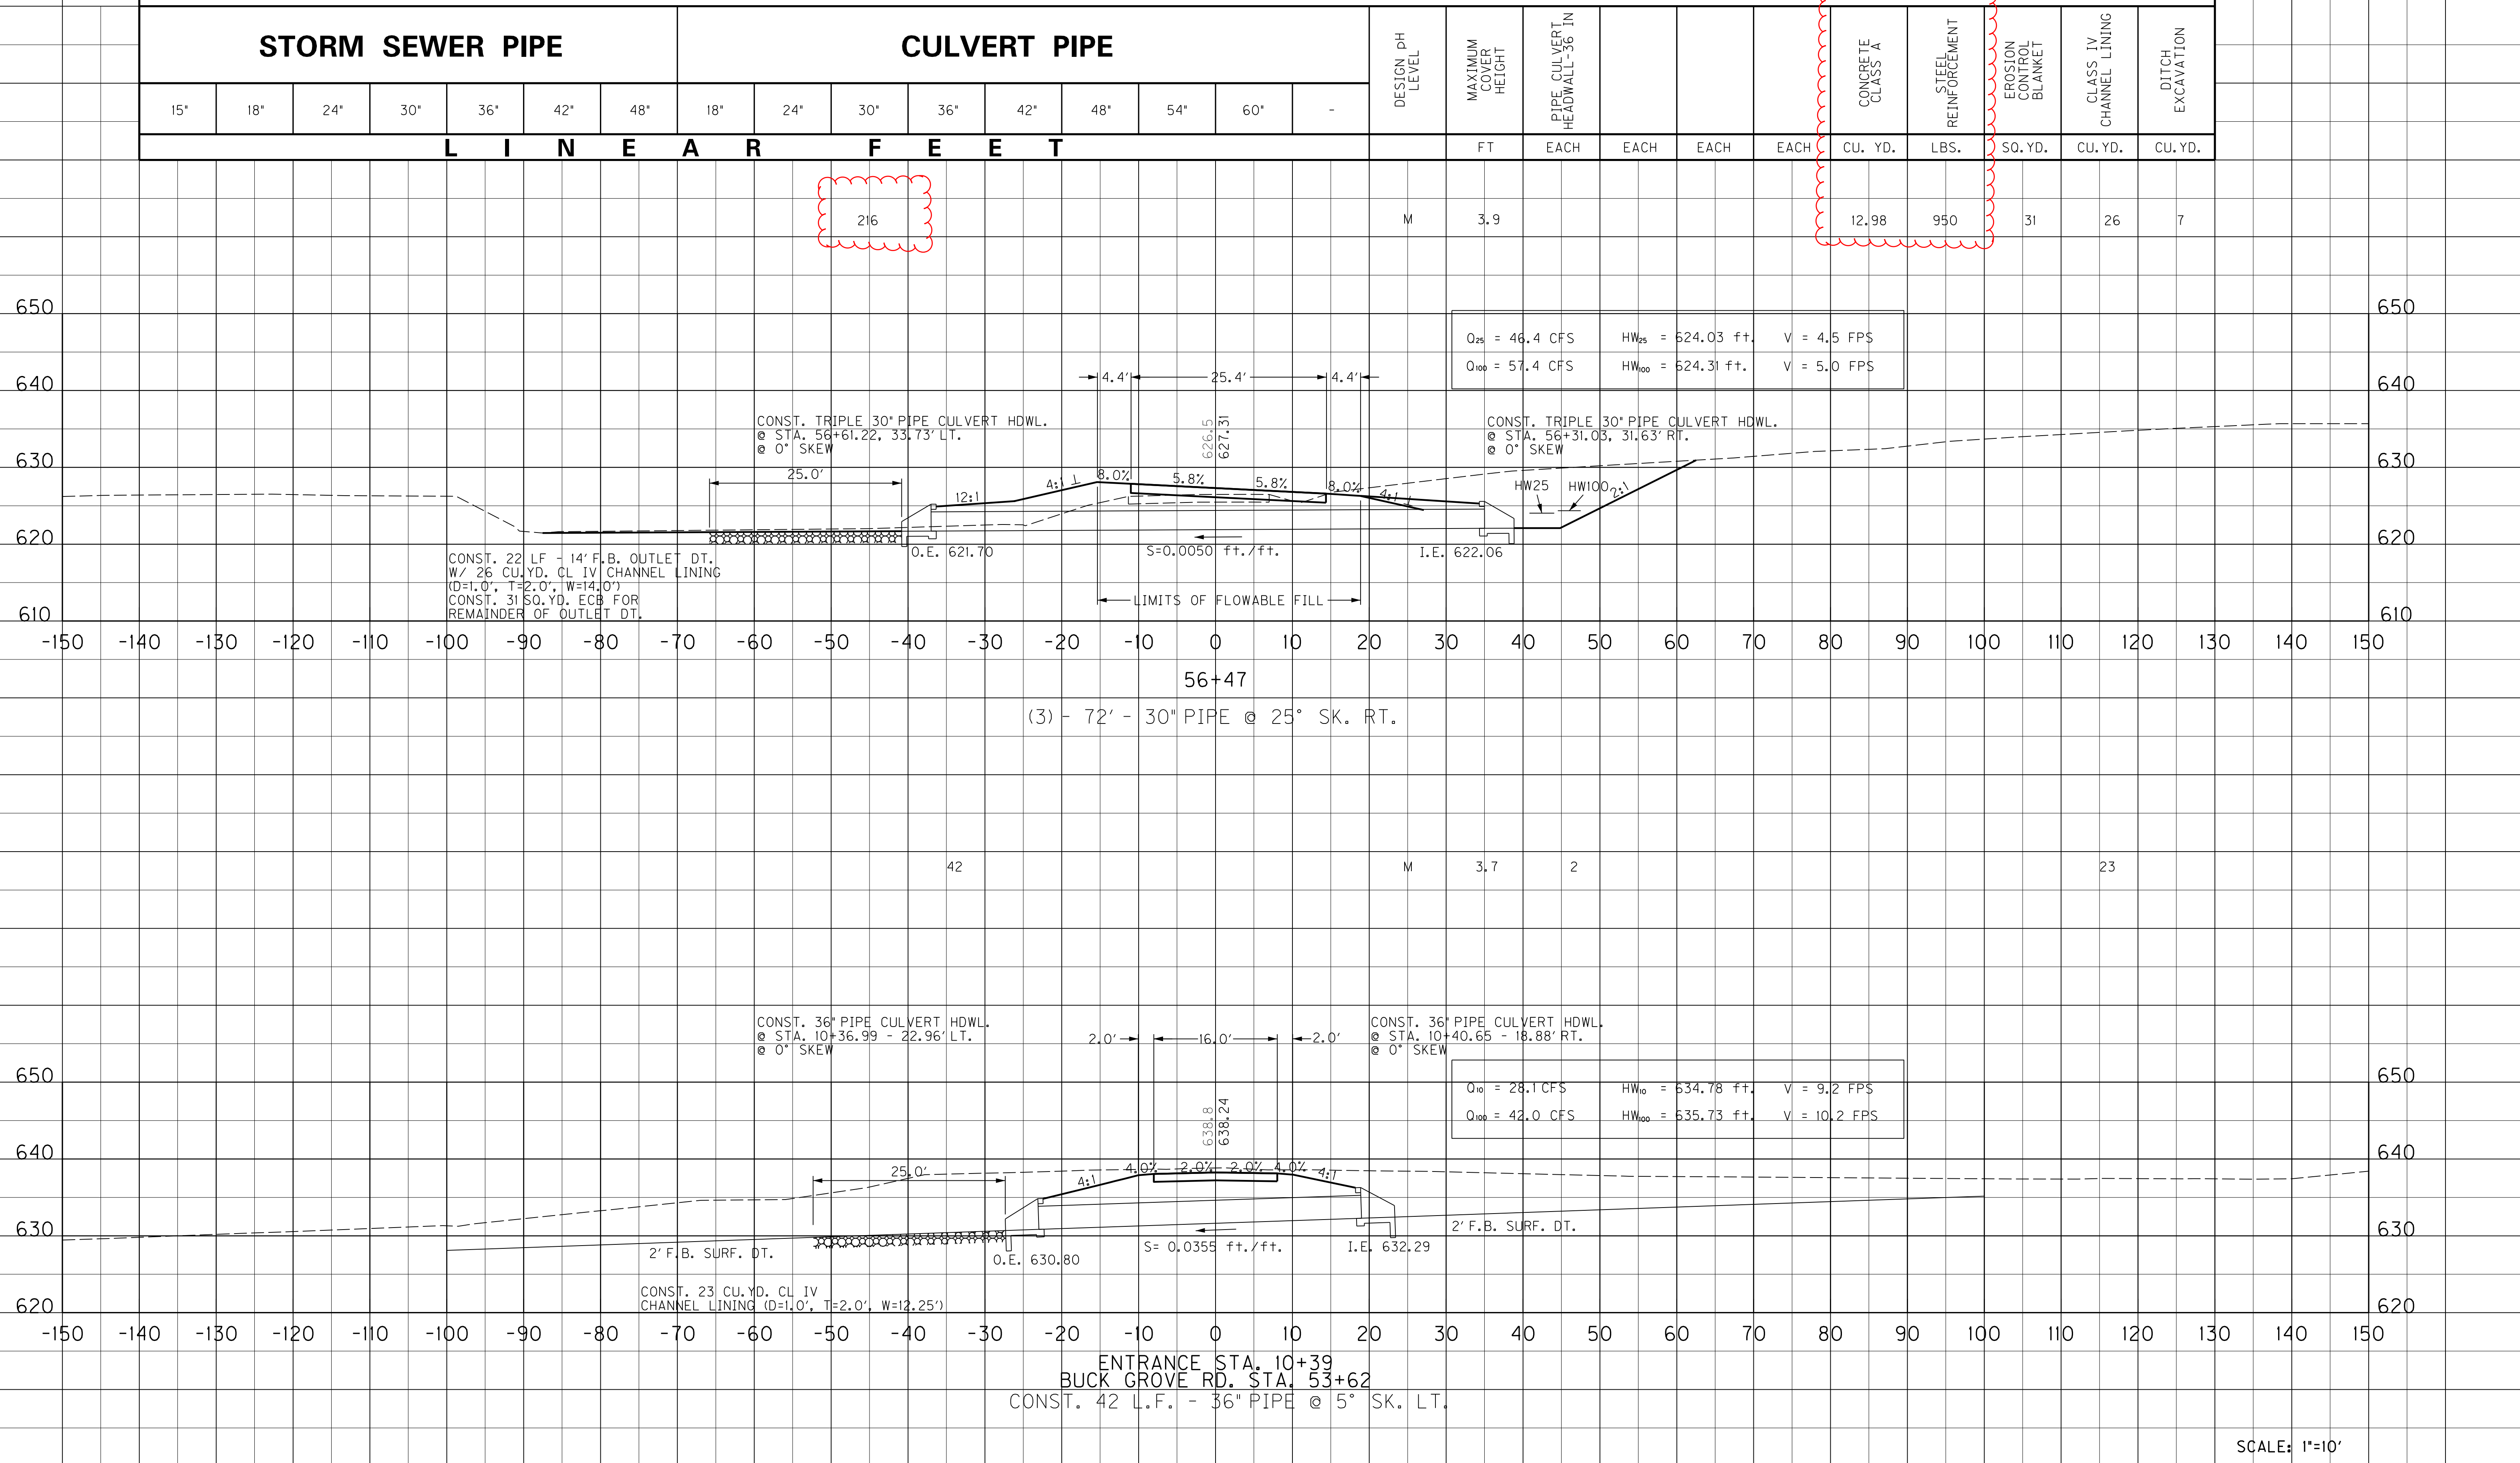 STORM SEWER PIPE
CULVERT PIPE
DESIGN pH LEVEL
MAXIMUM COVER HEIGHT
PIPE CULVERT HEADWALL-36 IN
CONCRETE CLASS A
STEEL REINFORCEMENT
EROSION CONTROL BLANKET
CLASS IV CHANNEL LINING
DITCH EXCAVATION
15" 18" 24" 30" 36" 42" 48" 18" 24" 30" 36" 42" 48" 54" 60" -
LINEAR FEET
FT EACH EACH EACH EACH CU. YD. LBS. SQ.YD. CU.YD. CU.YD.
216 M 3.9 12.98 950 31 26 7
650 650
Q25 = 46.4 CFS HW25 = 624.03 ft. V = 4.5 FPS
Q100 = 57.4 CFS HW100 = 624.31 ft. V = 5.0 FPS
640 640
4.4' 25.4' 4.4'
CONST. TRIPLE 30" PIPE CULVERT HDWL.
@ STA. 56+61.22, 33.73' LT.
@ 0° SKEW
626.5
627.31
CONST. TRIPLE 30" PIPE CULVERT HDWL.
@ STA. 56+31.03, 31.63' RT.
@ 0° SKEW
630 630
25.0'
12:1 4:1 ⊥ 8.0% 5.8% 5.8% 8.0% 4:1 ⊥
HW25 HW100 2:1
620 620
O.E. 621.70 S=0.0050 ft./ft. I.E. 622.06
CONST. 22 LF - 14' F.B. OUTLET DT.
W/ 26 CU.YD. CL IV CHANNEL LINING
(D=1.0', T=2.0', W=14.0')
CONST. 31 SQ.YD. ECB FOR
REMAINDER OF OUTLET DT.
LIMITS OF FLOWABLE FILL
610 610
-150 -140 -130 -120 -110 -100 -90 -80 -70 -60 -50 -40 -30 -20 -10 0 10 20 30 40 50 60 70 80 90 100 110 120 130 140 150
56+47
(3) - 72' - 30" PIPE @ 25° SK. RT.
42 M 3.7 2 23
CONST. 36" PIPE CULVERT HDWL.
@ STA. 10+36.99 - 22.96' LT.
@ 0° SKEW
2.0' 16.0' 2.0'
CONST. 36" PIPE CULVERT HDWL.
@ STA. 10+40.65 - 18.88' RT.
@ 0° SKEW
650 650
Q10 = 28.1 CFS HW10 = 634.78 ft. V = 9.2 FPS
Q100 = 42.0 CFS HW100 = 635.73 ft. V = 10.2 FPS
638.8
638.24
640 640
25.0' 4:1 4.0% 2.0% 2.0% 4.0% 4:1
630 630
2' F.B. SURF. DT.
2' F.B. SURF. DT.
O.E. 630.80 S= 0.0355 ft./ft. I.E. 632.29
CONST. 23 CU.YD. CL IV
CHANNEL LINING (D=1.0', T=2.0', W=12.25')
620 620
-150 -140 -130 -120 -110 -100 -90 -80 -70 -60 -50 -40 -30 -20 -10 0 10 20 30 40 50 60 70 80 90 100 110 120 130 140 150
ENTRANCE STA. 10+39
BUCK GROVE RD. STA. 53+62
CONST. 42 L.F. - 36" PIPE @ 5° SK. LT.
SCALE: 1"=10'